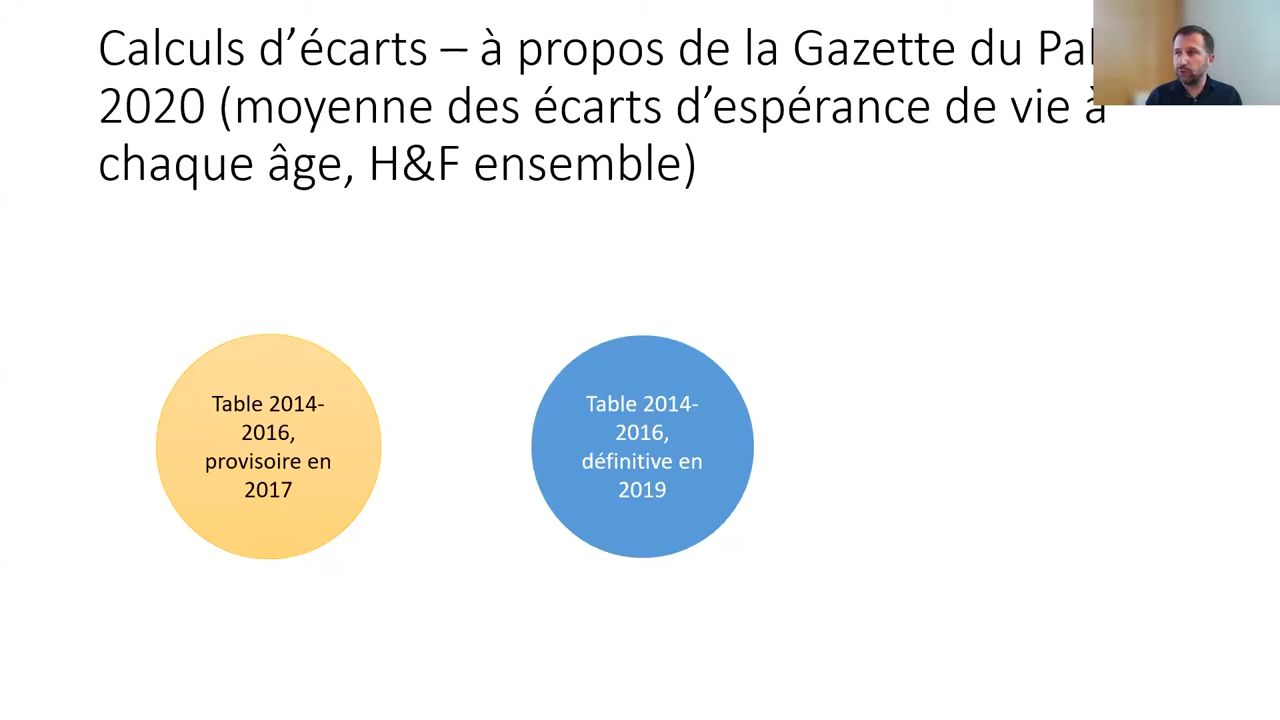 Calculs d’écarts – à propos de la Gazette du
2020 (moyenne des écarts d’espérance de vie à
chaque âge, H&F ensemble)
Table 2014-
2016,
provisoire en
2017
Table 2014-
2016,
définitive en
2019